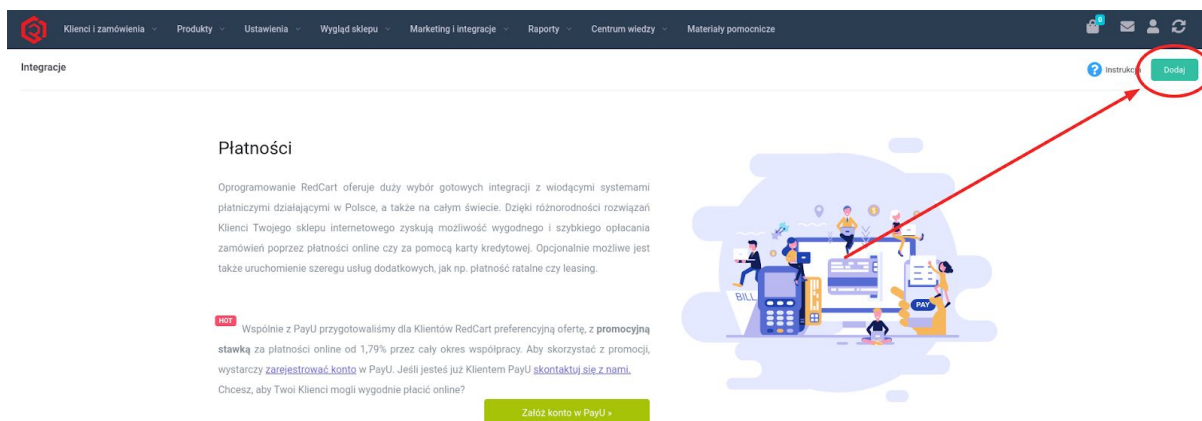 Klienci i zamówienia Produkty Ustawienia Wygląd sklepu Marketing i integracje Raporty Centrum wiedzy Materiały pomocnicze 0
Integracje ? Instrukcja Dodaj
Płatności
Oprogramowanie RedCart oferuje duży wybór gotowych integracji z wiodącymi systemami
płatniczymi działającymi w Polsce, a także na całym świecie. Dzięki różnorodności rozwiązań
Klienci Twojego sklepu internetowego zyskują możliwość wygodnego i szybkiego opłacania
zamówień poprzez płatności online czy za pomocą karty kredytowej. Opcjonalnie możliwe jest
także uruchomienie szeregu usług dodatkowych, jak np. płatność ratalne czy leasing.
HOT Wspólnie z PayU przygotowaliśmy dla Klientów RedCart preferencyjną ofertę, z promocyjną
stawką za płatności online od 1,79% przez cały okres współpracy. Aby skorzystać z promocji,
wystarczy zarejestrować konto w PayU. Jeśli jesteś już Klientem PayU skontaktuj się z nami.
Chcesz, aby Twoi Klienci mogli wygodnie płacić online?
Załóż konto w PayU »
BILL
PAY